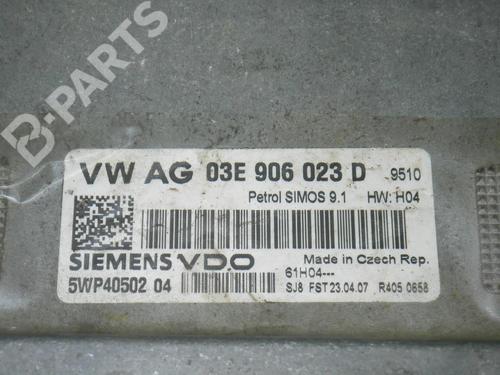 B-PARTS
VW AG 03E 906 023 D 9510
Petrol SIMOS 9.1 HW: H04
SIEMENS VDO Made in Czech Rep.
5WP40502 04 61H04---
SJ8 FST 23.04.07 R405 0658